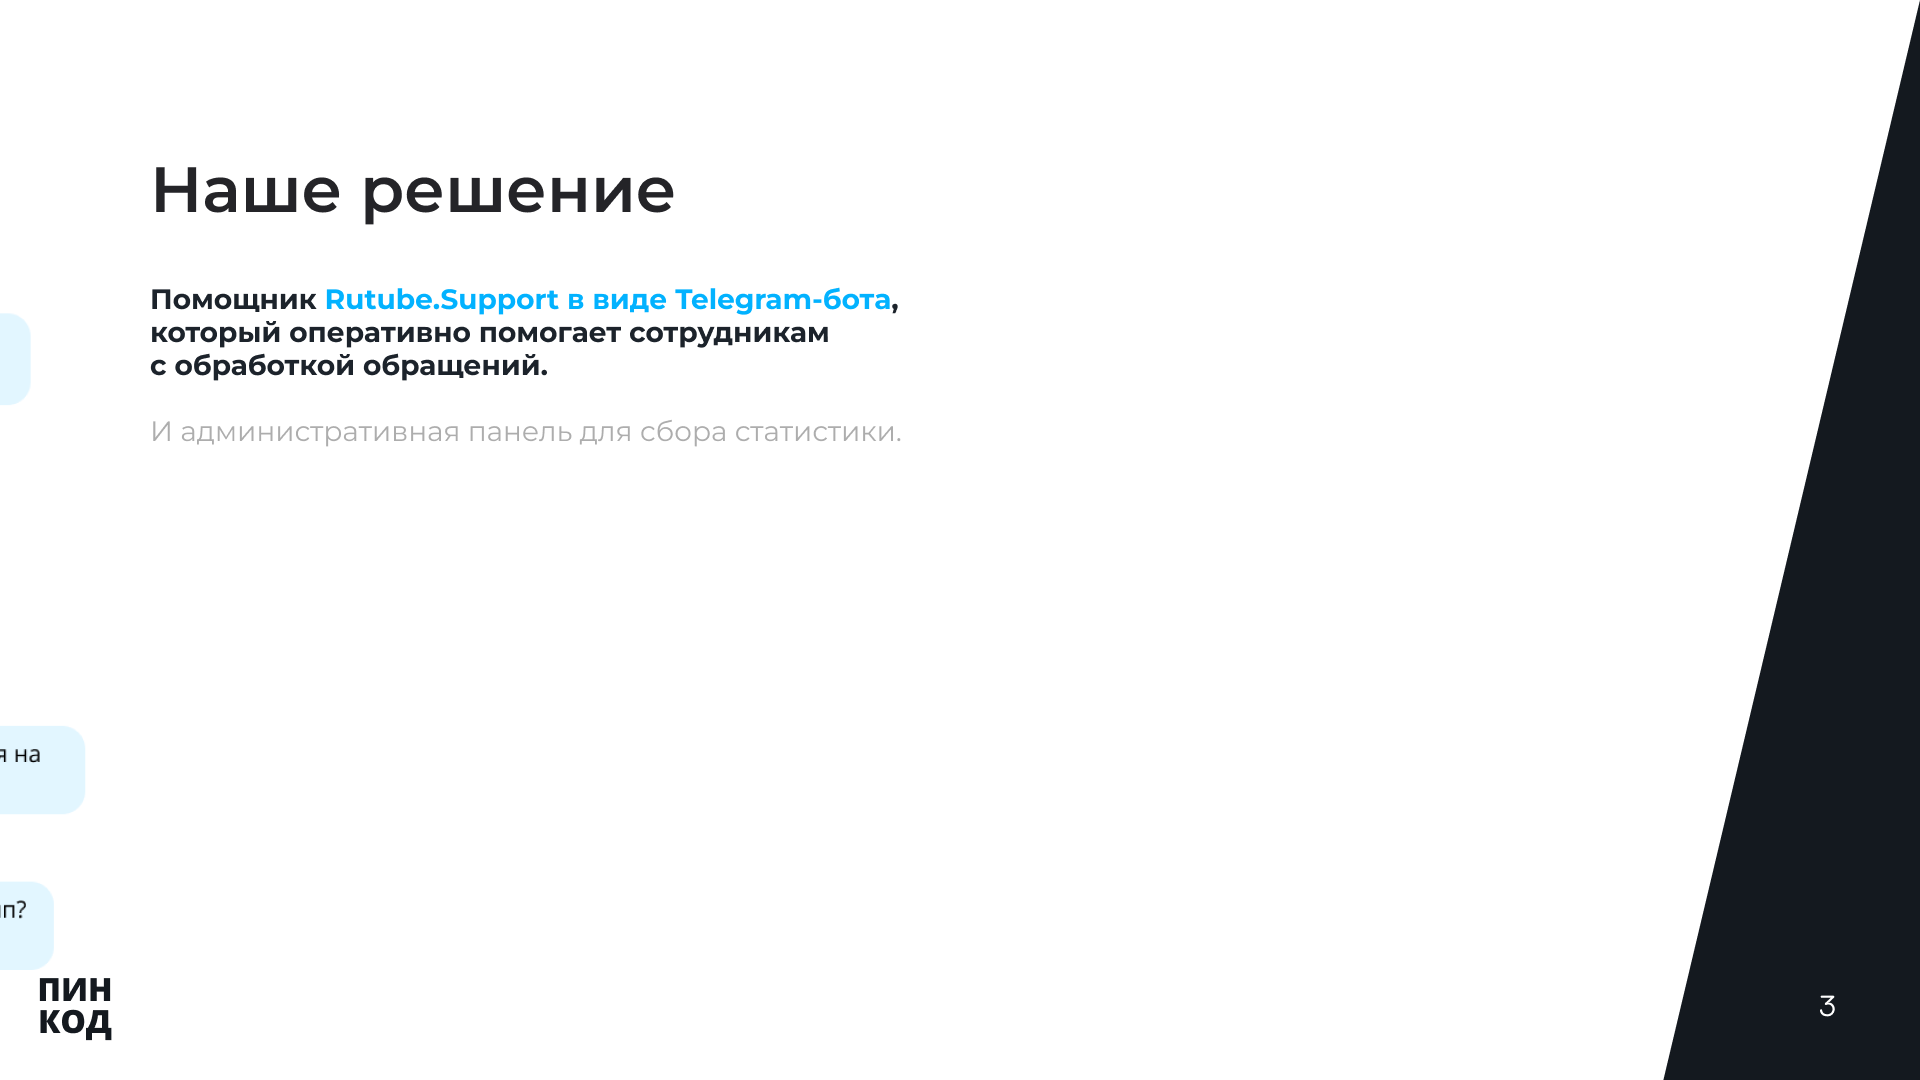 Наше решение
Помощник Rutube.Support в виде Telegram-бота,
который оперативно помогает сотрудникам
с обработкой обращений.
И административная панель для сбора статистики.
на
ПИН
КОД
3